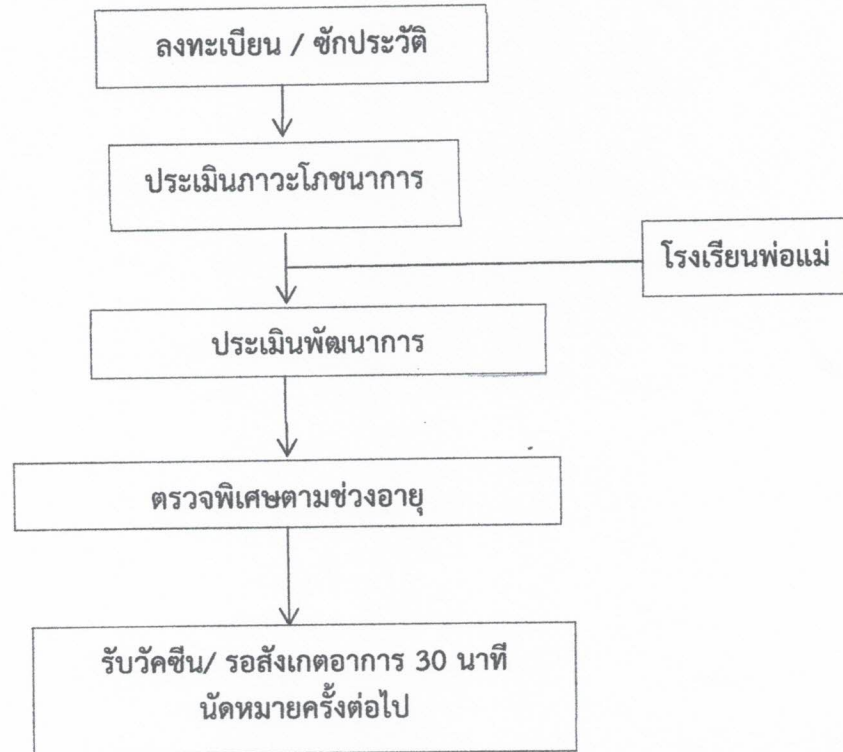 ลงทะเบียน / ซักประวัติ
ประเมินภาวะโภชนาการ
โรงเรียนพ่อแม่
ประเมินพัฒนาการ
ตรวจพิเศษตามช่วงอายุ
รับวัคซีน/ รอสังเกตอาการ 30 นาที
นัดหมายครั้งต่อไป